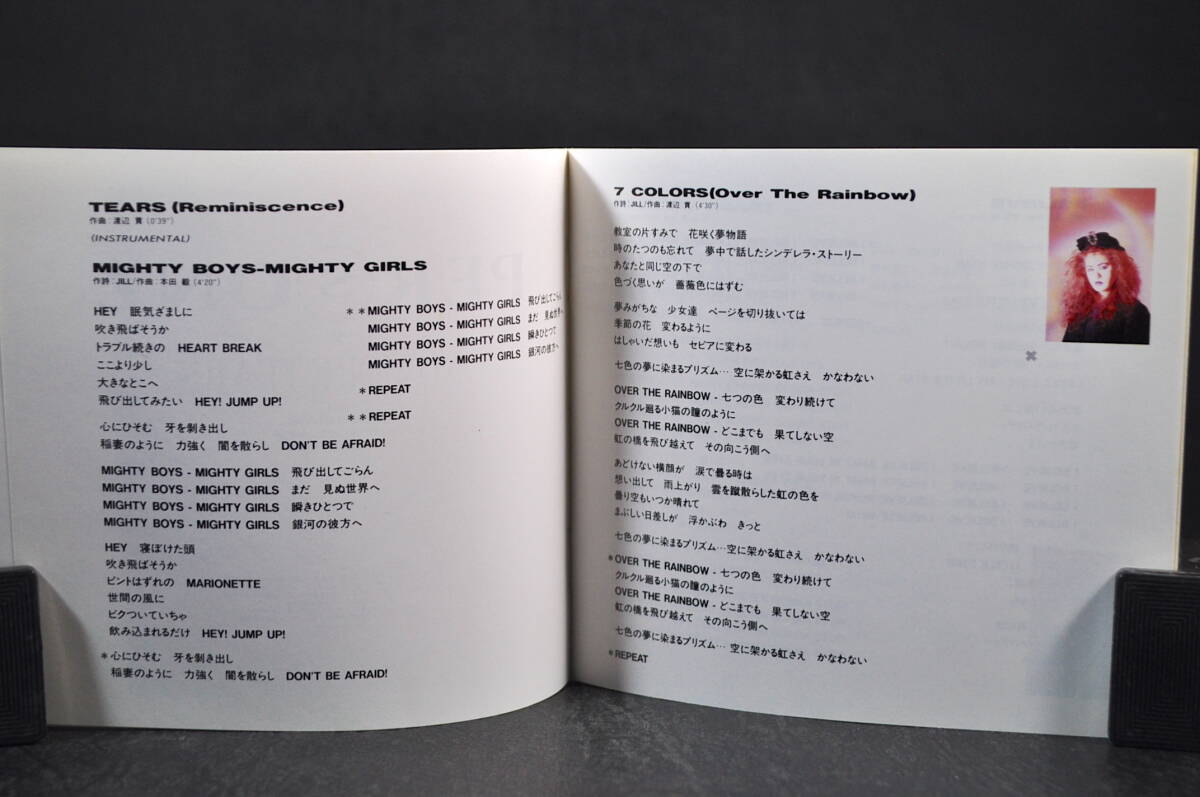 TEARS (Reminiscence)
作曲：渡辺 貢 (0'39")
(INSTRUMENTAL)
MIGHTY BOYS-MIGHTY GIRLS
作詩：JILL/作曲：本田 毅 (4'20")
HEY 眠気ざましに
吹き飛ばそうか
トラブル続きの HEART BREAK
ここより少し
大きなとこへ
飛び出してみたい HEY! JUMP UP!
心にひそむ 牙を剝き出し
稲妻のように 力強く 闇を散らし DON'T BE AFRAID!
MIGHTY BOYS - MIGHTY GIRLS 飛び出してごらん
MIGHTY BOYS - MIGHTY GIRLS まだ 見ぬ世界へ
MIGHTY BOYS - MIGHTY GIRLS 瞬きひとつで
MIGHTY BOYS - MIGHTY GIRLS 銀河の彼方へ
HEY 寝ぼけた頭
吹き飛ばそうか
ピントはずれの MARIONETTE
世間の風に
ビクついていちゃ
飲み込まれるだけ HEY! JUMP UP!
*心にひそむ 牙を剝き出し
稲妻のように 力強く 闇を散らし DON'T BE AFRAID!
**MIGHTY BOYS - MIGHTY GIRLS 飛び出してごらん
MIGHTY BOYS - MIGHTY GIRLS まだ 見ぬ世界へ
MIGHTY BOYS - MIGHTY GIRLS 瞬きひとつで
MIGHTY BOYS - MIGHTY GIRLS 銀河の彼方へ
*REPEAT
**REPEAT
7 COLORS(Over The Rainbow)
作詩：JILL/作曲：渡辺 貢 (4'30")
教室の片すみで 花咲く夢物語
時のたつのも忘れて 夢中で話したシンデレラ・ストーリー
あなたと同じ空の下で
色づく思いが 薔薇色にはずむ
夢みがちな 少女達 ページを切り抜いては
季節の花 変わるように
はしゃいだ想いも セピアに変わる
七色の夢に染まるプリズム… 空に架かる虹さえ かなわない
OVER THE RAINBOW - 七つの色 変わり続けて
クルクル廻る小猫の瞳のように
OVER THE RAINBOW - どこまでも 果てしない空
虹の橋を飛び越えて その向こう側へ
あどけない横顔が 涙で曇る時は
想い出して 雨上がり 雲を蹴散らした虹の色を
曇り空もいつか晴れて
まぶしい日差しが 浮かぶわ きっと
七色の夢に染まるプリズム…空に架かる虹さえ かなわない
*OVER THE RAINBOW - 七つの色 変わり続けて
クルクル廻る小猫の瞳のように
OVER THE RAINBOW - どこまでも 果てしない空
虹の橋を飛び越えて その向こう側へ
七色の夢に染まるプリズム… 空に架かる虹さえ かなわない
*REPEAT